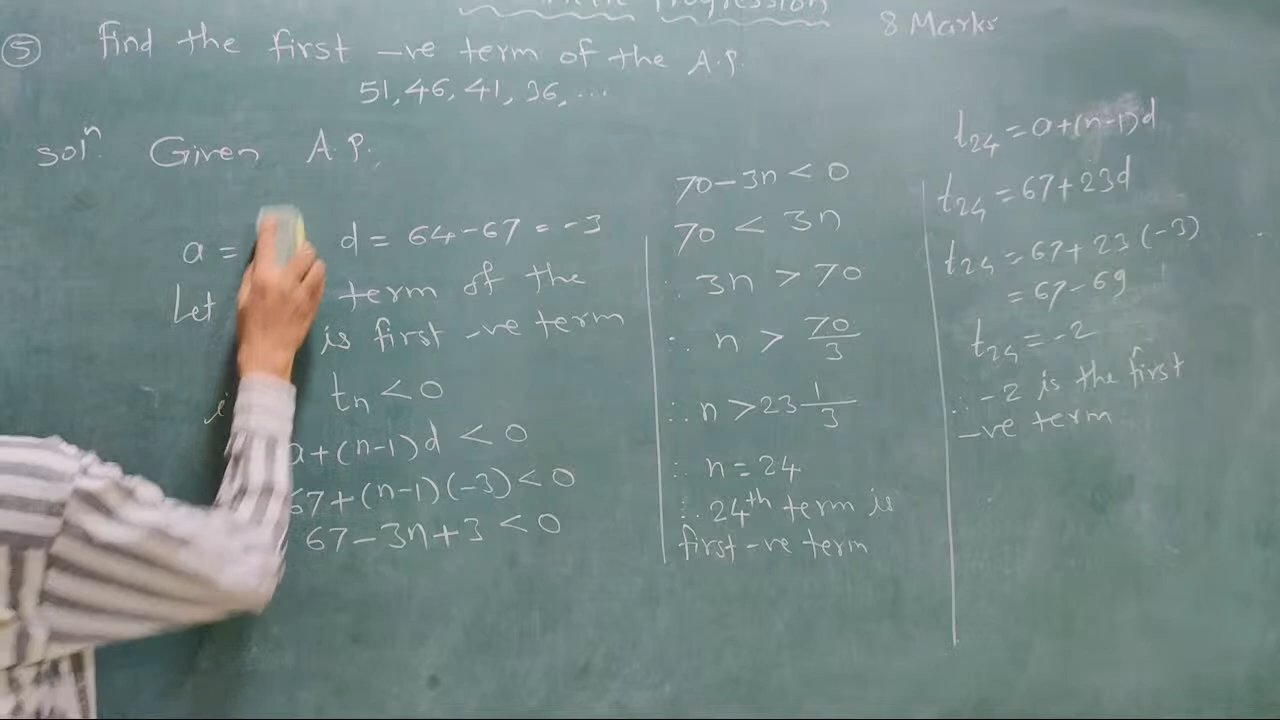 Progression
8 Marks
⑤ Find the first -ve term of the A.P.
51, 46, 41, 36, ...
solⁿ. Given A.P.,
a = d = 64-67 = -3
Let term of the
is first -ve term
i
tₙ < 0
a+(n-1)d < 0
67+(n-1)(-3) < 0
67-3n+3 < 0
70-3n < 0
70 < 3n
∴ 3n > 70
∴ n > 70/3
∴ n > 23 1/3
∴ n = 24
∴ 24th term is
first -ve term
t₂₄ = a+(n-1)d
t₂₄ = 67+23d
t₂₄ = 67+23(-3)
= 67-69
t₂₄ = -2
∴ -2 is the first
-ve term